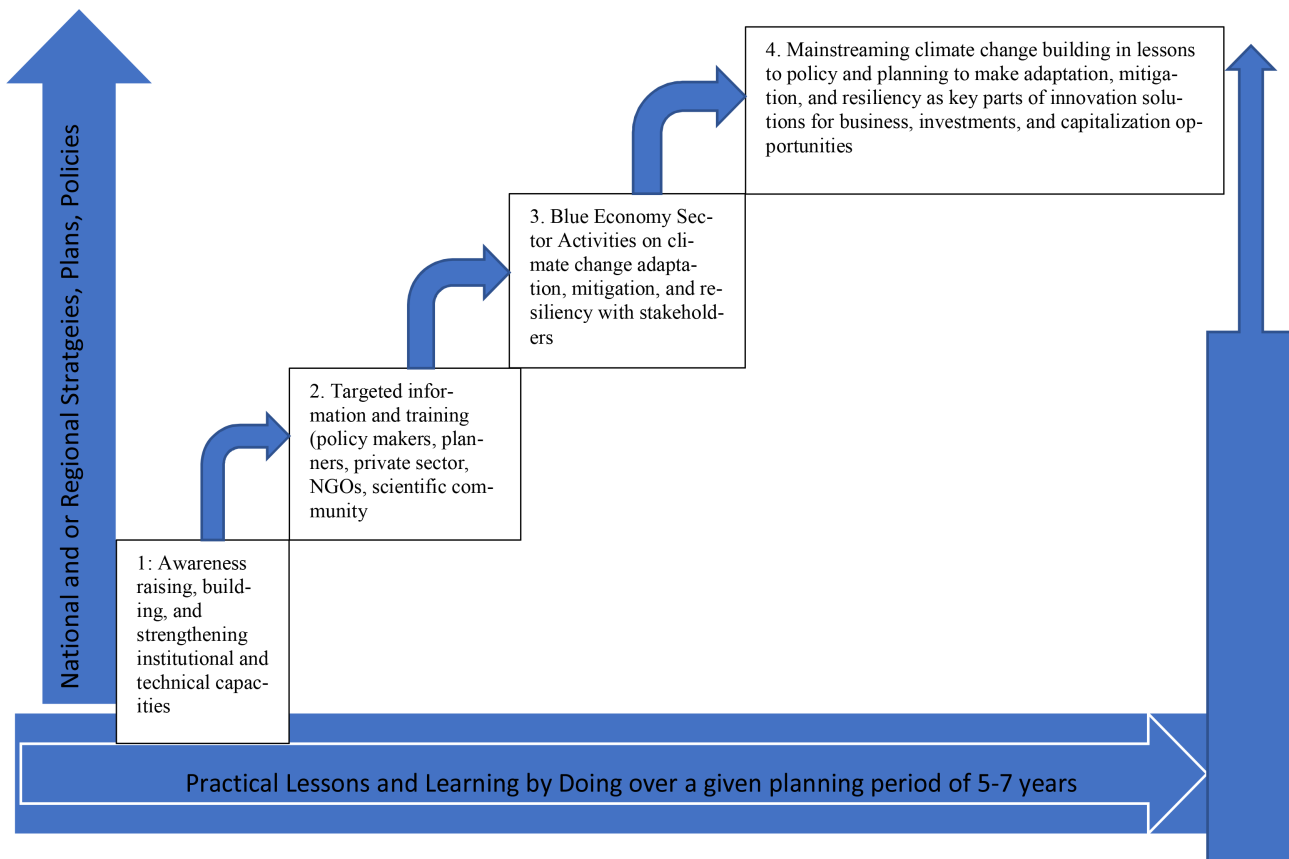 National and or Regional Stratgeies, Plans, Policies
4. Mainstreaming climate change building in lessons
to policy and planning to make adaptation, mitiga-
tion, and resiliency as key parts of innovation solu-
tions for business, investments, and capitalization op-
portunities
3. Blue Economy Sec-
tor Activities on cli-
mate change adapta-
tion, mitigation, and re-
siliency with stakehold-
ers
2. Targeted infor-
mation and training
(policy makers, plan-
ners, private sector,
NGOs, scientific com-
munity
1: Awareness
raising, build-
ing, and
strengthening
institutional and
technical capac-
ities
Practical Lessons and Learning by Doing over a given planning period of 5-7 years